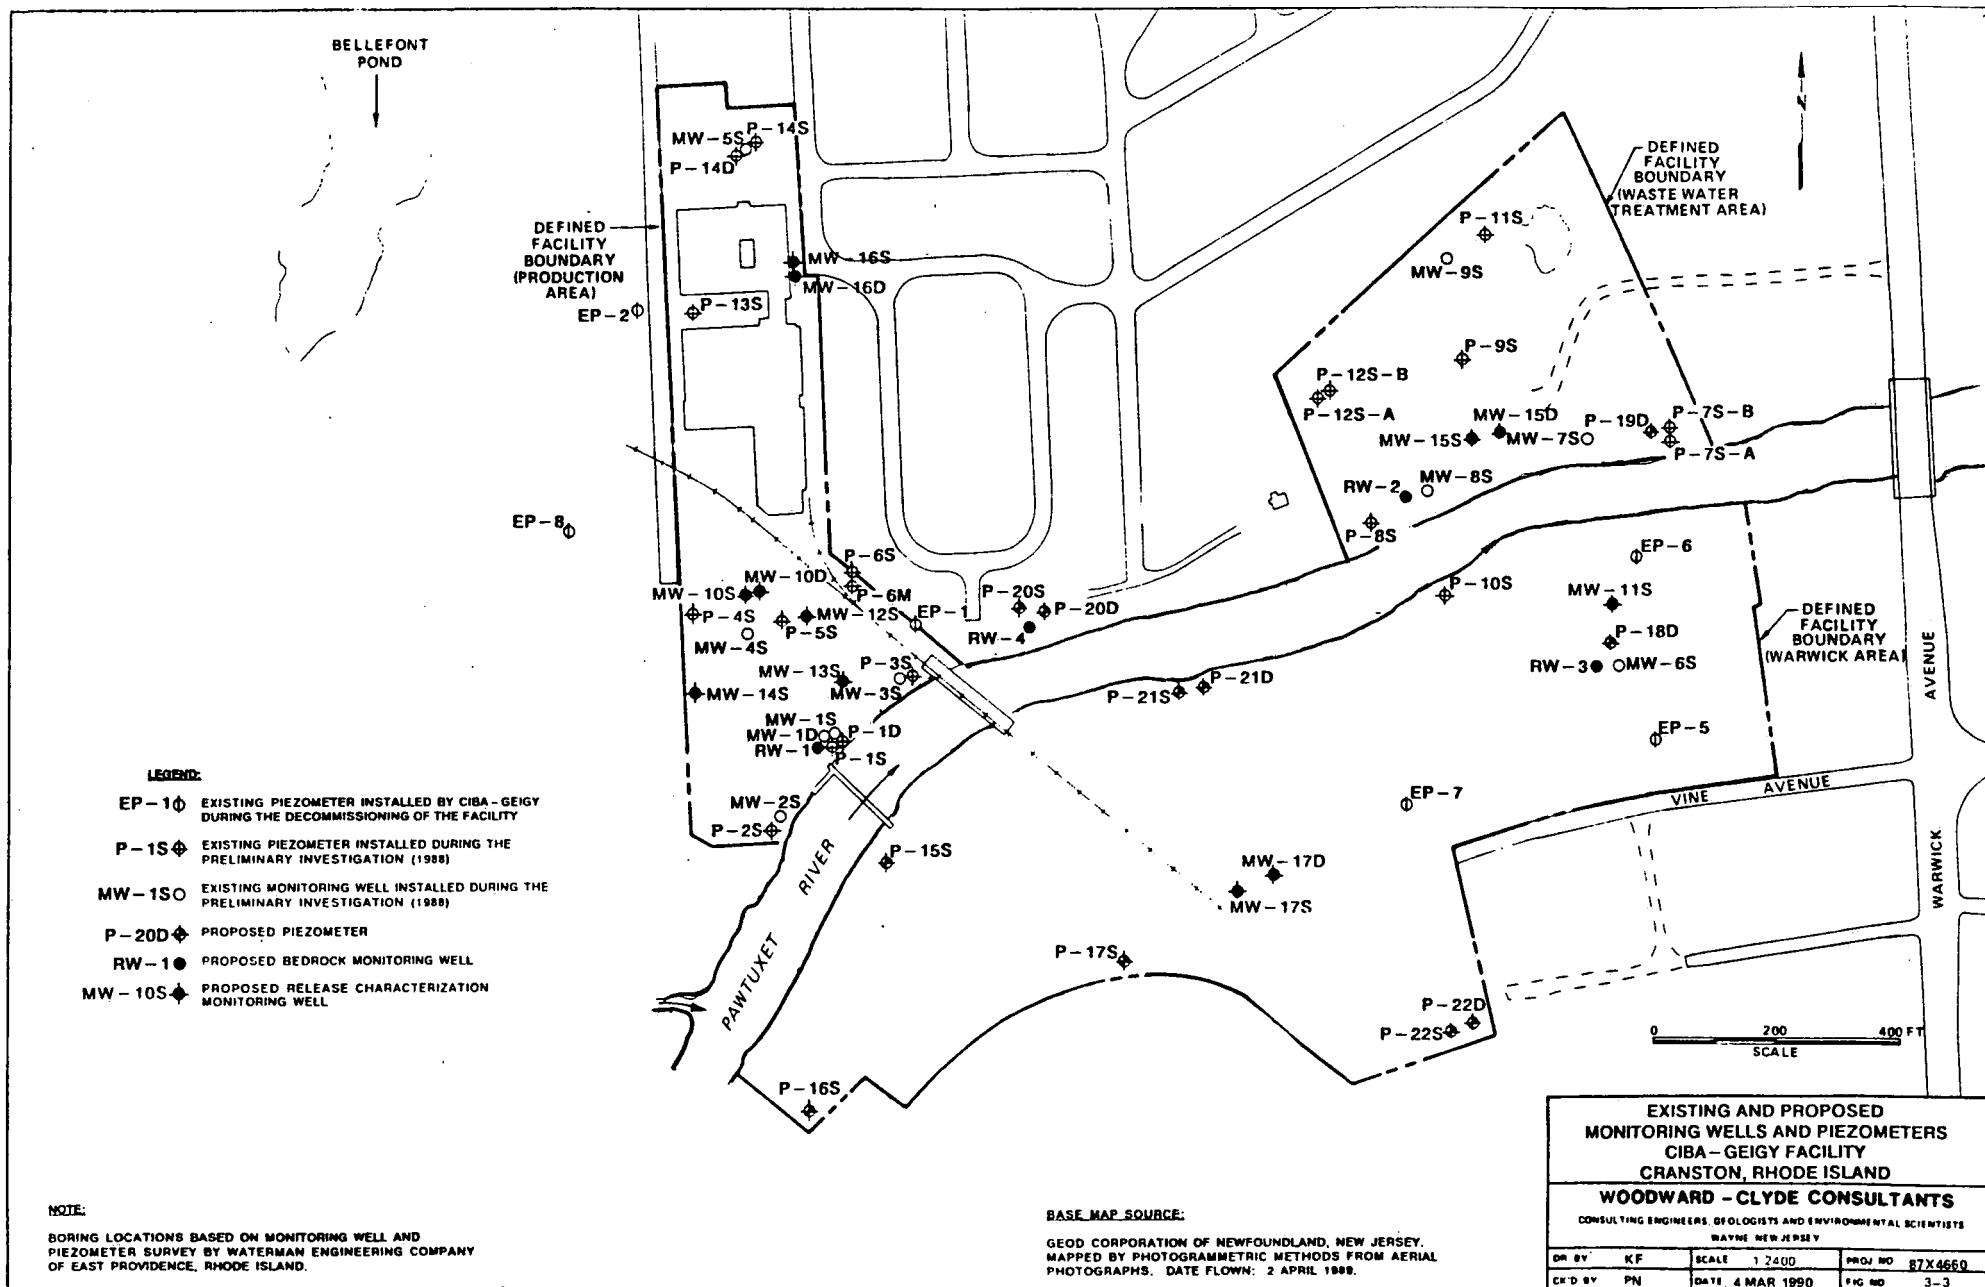 BELLEFONT
POND
N
MW-5S
P-14S
P-14D
DEFINED
FACILITY
BOUNDARY
(PRODUCTION
AREA)
MW-16S
MW-16D
EP-2
P-13S
DEFINED
FACILITY
BOUNDARY
(WASTE WATER
TREATMENT AREA)
P-11S
MW-9S
P-9S
P-12S-B
P-12S-A
MW-15D
MW-15S
MW-7S
P-19D
P-7S-B
P-7S-A
RW-2
MW-8S
P-8S
EP-8
P-6S
MW-10D
MW-10S
P-6M
P-4S
MW-12S
P-5S
MW-4S
EP-1
P-20S
P-20D
RW-4
P-10S
EP-6
MW-11S
P-18D
RW-3
MW-6S
DEFINED
FACILITY
BOUNDARY
(WARWICK AREA)
MW-13S
P-3S
MW-3S
MW-14S
P-21S
P-21D
MW-1S
MW-1D
P-1D
RW-1
P-1S
EP-5
EP-7
MW-2S
P-2S
P-15S
VINE AVENUE
WARWICK AVENUE
PAWTUXET RIVER
MW-17D
MW-17S
P-17S
P-22D
P-22S
P-16S
0 200 400 FT
SCALE
LEGEND:
EP-1 EXISTING PIEZOMETER INSTALLED BY CIBA-GEIGY
DURING THE DECOMMISSIONING OF THE FACILITY
P-1S EXISTING PIEZOMETER INSTALLED DURING THE
PRELIMINARY INVESTIGATION (1988)
MW-1S EXISTING MONITORING WELL INSTALLED DURING THE
PRELIMINARY INVESTIGATION (1988)
P-20D PROPOSED PIEZOMETER
RW-1 PROPOSED BEDROCK MONITORING WELL
MW-10S PROPOSED RELEASE CHARACTERIZATION
MONITORING WELL
NOTE:
BORING LOCATIONS BASED ON MONITORING WELL AND
PIEZOMETER SURVEY BY WATERMAN ENGINEERING COMPANY
OF EAST PROVIDENCE, RHODE ISLAND.
BASE MAP SOURCE:
GEOD CORPORATION OF NEWFOUNDLAND, NEW JERSEY.
MAPPED BY PHOTOGRAMMETRIC METHODS FROM AERIAL
PHOTOGRAPHS. DATE FLOWN: 2 APRIL 1989.
EXISTING AND PROPOSED
MONITORING WELLS AND PIEZOMETERS
CIBA-GEIGY FACILITY
CRANSTON, RHODE ISLAND
WOODWARD-CLYDE CONSULTANTS
CONSULTING ENGINEERS, GEOLOGISTS AND ENVIRONMENTAL SCIENTISTS
WAYNE NEW JERSEY
DR BY KF SCALE 1:2400 PROJ NO 87X4660
CK'D BY PN DATE 4 MAR 1990 FIG NO 3-3